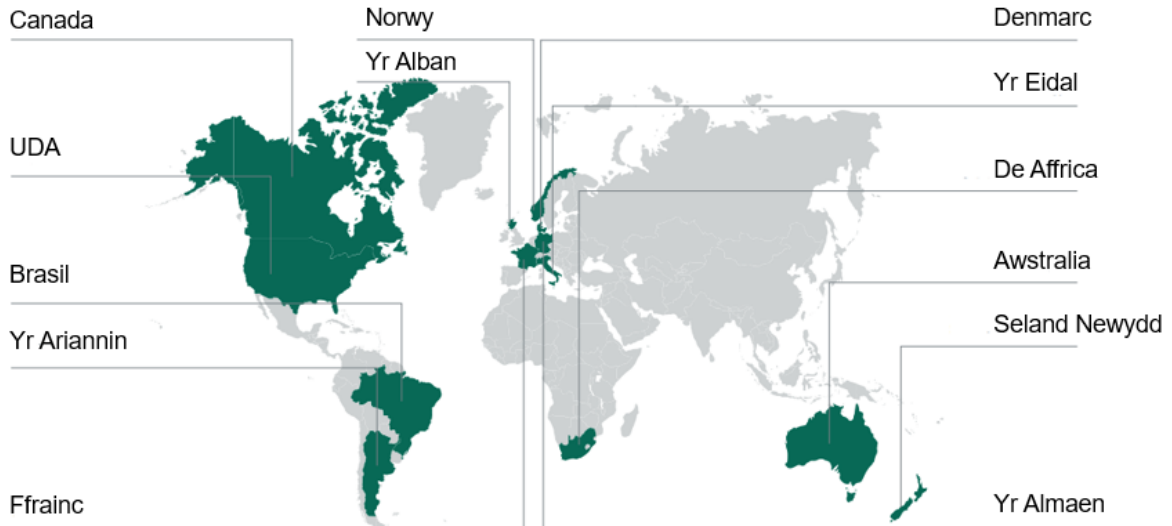 Canada
Norwy
Denmarc
Yr Alban
Yr Eidal
UDA
De Affrica
Brasil
Awstralia
Yr Ariannin
Seland Newydd
Ffrainc
Yr Almaen